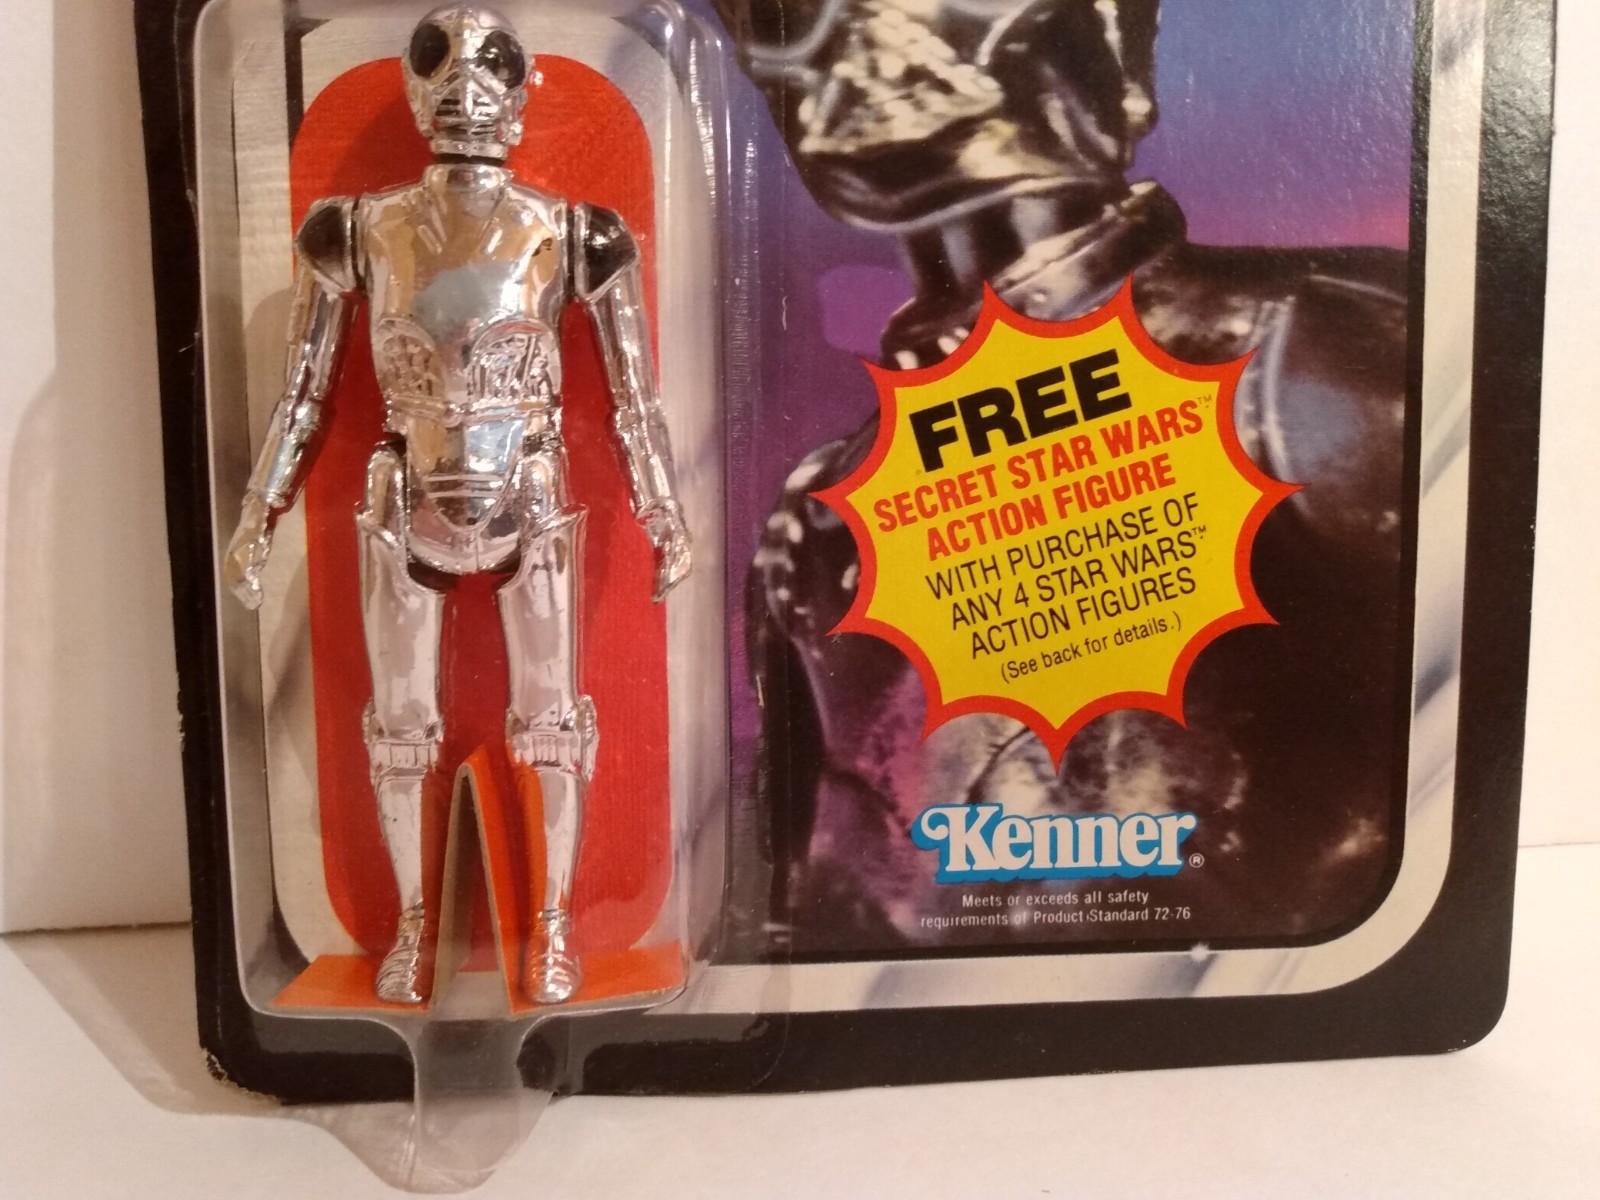 FREE
SECRET STAR WARS™
ACTION FIGURE
WITH PURCHASE OF
ANY 4 STAR WARS™
ACTION FIGURES
(See back for details.)
Kenner®
Meets or exceeds all safety
requirements of Product Standard 72-76